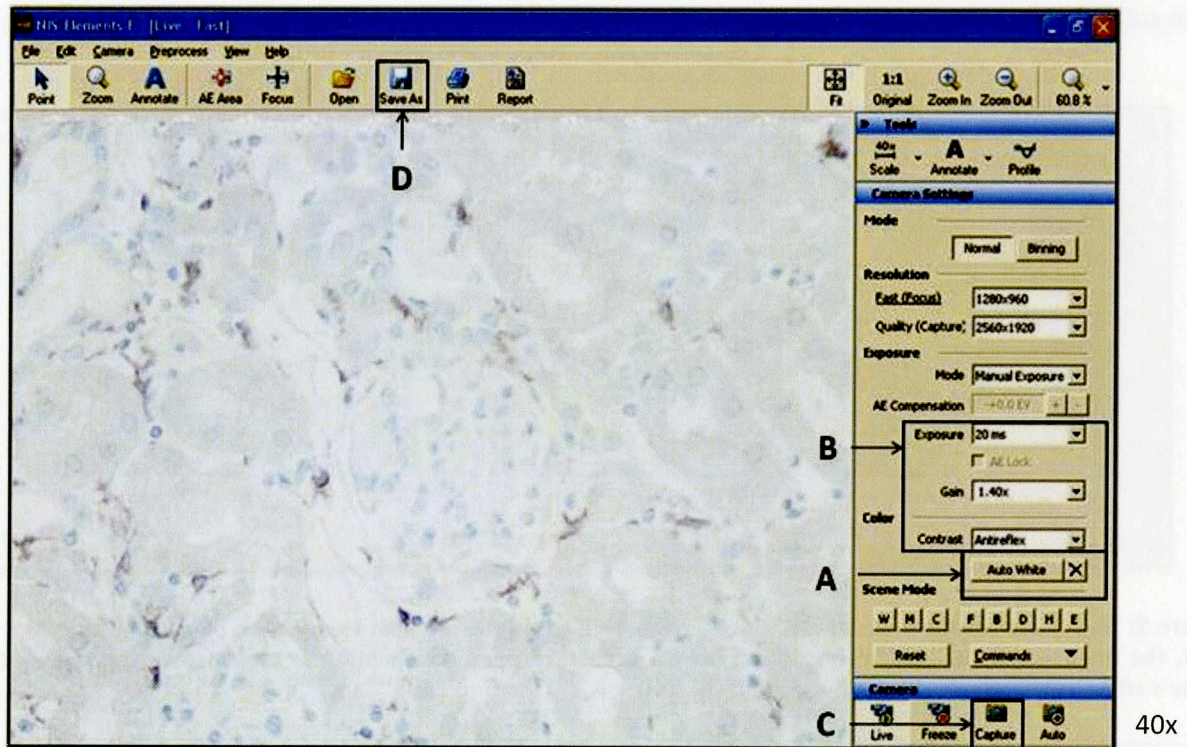 NIS Elements F [Live Fast]
File Edit Camera Preprocess View Help
Point Zoom Annotate AE Area Focus Open Save As Print Report Fit 1:1 Original Zoom In Zoom Out 60.8 %
D
Tools
40x Scale A Annotate Profile
Camera Settings
Mode
Normal Binning
Resolution
Fast (Focus) 1280x960
Quality (Capture) 2560x1920
Exposure
Mode Manual Exposure
AE Compensation +0.0 EV + -
B
Exposure 20 ms
AE Lock
Gain 1.40x
Color
Contrast Antireflex
A
Auto White X
Scene Mode
W M C F B D H E
Reset Commands
Camera
C
Live Freeze Capture Auto
40x